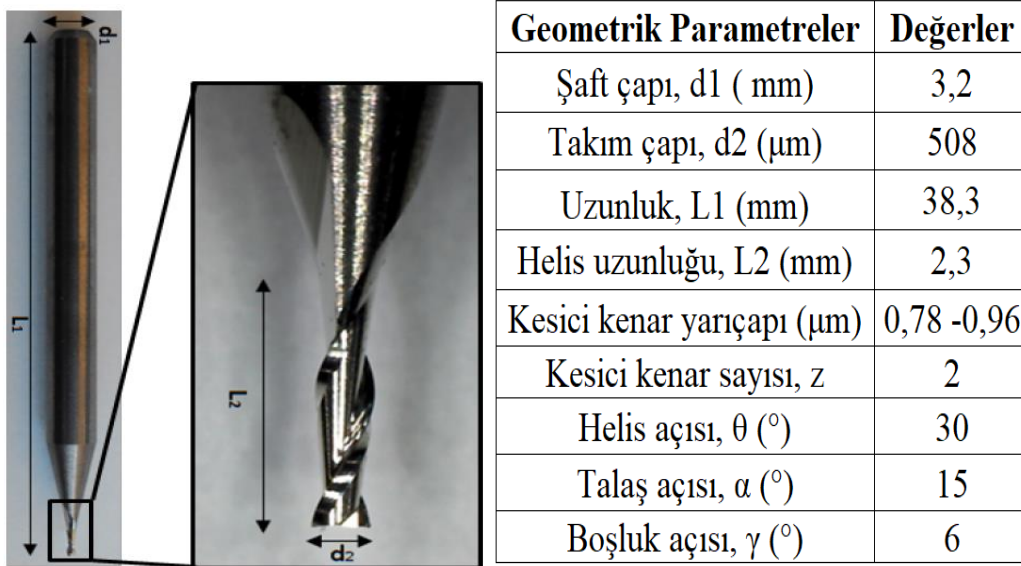 d1
L1
L2
d2
Geometrik Parametreler Değerler
Şaft çapı, d1 ( mm) 3,2
Takım çapı, d2 (μm) 508
Uzunluk, L1 (mm) 38,3
Helis uzunluğu, L2 (mm) 2,3
Kesici kenar yarıçapı (μm) 0,78 -0,96
Kesici kenar sayısı, z 2
Helis açısı, θ (°) 30
Talaş açısı, α (°) 15
Boşluk açısı, γ (°) 6